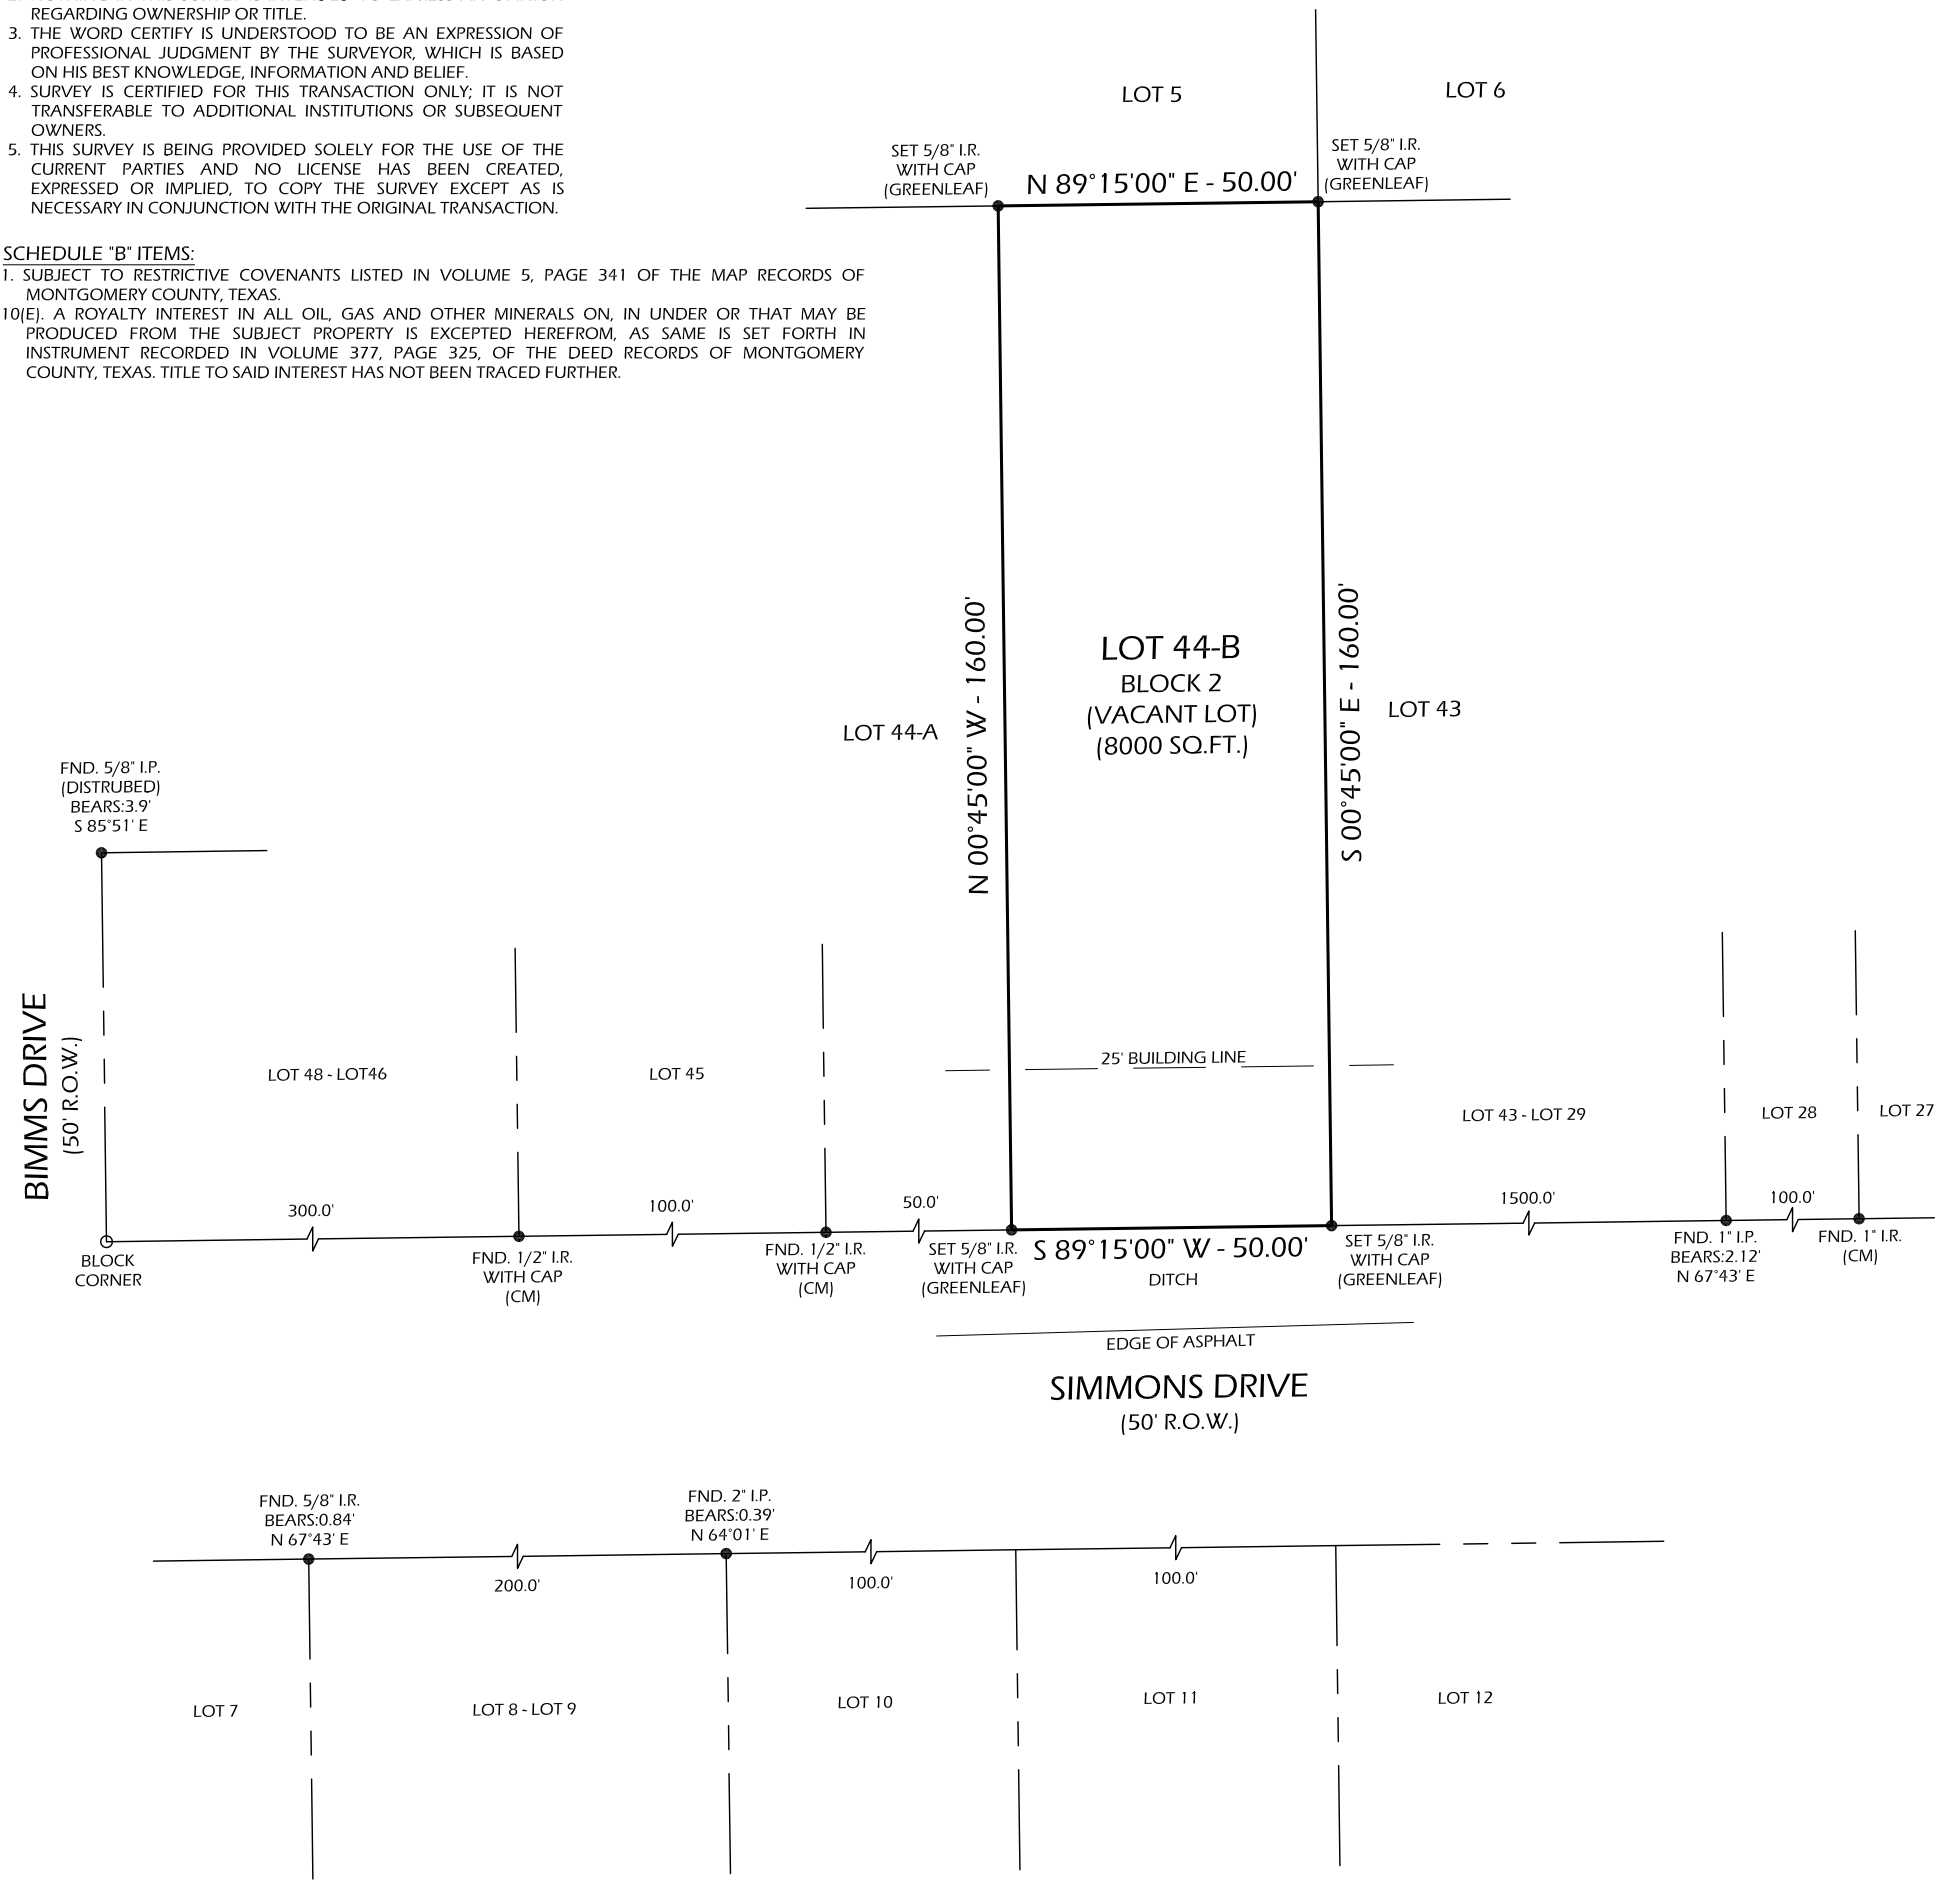 REGARDING OWNERSHIP OR TITLE.
3. THE WORD CERTIFY IS UNDERSTOOD TO BE AN EXPRESSION OF
PROFESSIONAL JUDGMENT BY THE SURVEYOR, WHICH IS BASED
ON HIS BEST KNOWLEDGE, INFORMATION AND BELIEF.
4. SURVEY IS CERTIFIED FOR THIS TRANSACTION ONLY; IT IS NOT
TRANSFERABLE TO ADDITIONAL INSTITUTIONS OR SUBSEQUENT
OWNERS.
5. THIS SURVEY IS BEING PROVIDED SOLELY FOR THE USE OF THE
CURRENT PARTIES AND NO LICENSE HAS BEEN CREATED,
EXPRESSED OR IMPLIED, TO COPY THE SURVEY EXCEPT AS IS
NECESSARY IN CONJUNCTION WITH THE ORIGINAL TRANSACTION.
SCHEDULE "B" ITEMS:
1. SUBJECT TO RESTRICTIVE COVENANTS LISTED IN VOLUME 5, PAGE 341 OF THE MAP RECORDS OF
MONTGOMERY COUNTY, TEXAS.
10(E). A ROYALTY INTEREST IN ALL OIL, GAS AND OTHER MINERALS ON, IN UNDER OR THAT MAY BE
PRODUCED FROM THE SUBJECT PROPERTY IS EXCEPTED HEREFROM, AS SAME IS SET FORTH IN
INSTRUMENT RECORDED IN VOLUME 377, PAGE 325, OF THE DEED RECORDS OF MONTGOMERY
COUNTY, TEXAS. TITLE TO SAID INTEREST HAS NOT BEEN TRACED FURTHER.
LOT 5
LOT 6
SET 5/8" I.R.
WITH CAP
(GREENLEAF)
N 89°15'00" E - 50.00'
SET 5/8" I.R.
WITH CAP
(GREENLEAF)
N 00°45'00" W - 160.00'
LOT 44-B
BLOCK 2
(VACANT LOT)
(8000 SQ.FT.)
S 00°45'00" E - 160.00'
LOT 44-A
LOT 43
FND. 5/8" I.P.
(DISTRUBED)
BEARS:3.9'
S 85°51' E
BIMMS DRIVE
(50' R.O.W.)
LOT 48 - LOT46
LOT 45
25' BUILDING LINE
LOT 43 - LOT 29
LOT 28
LOT 27
300.0'
100.0'
50.0'
1500.0'
100.0'
BLOCK
CORNER
FND. 1/2" I.R.
WITH CAP
(CM)
FND. 1/2" I.R.
WITH CAP
(CM)
SET 5/8" I.R.
WITH CAP
(GREENLEAF)
S 89°15'00" W - 50.00'
DITCH
SET 5/8" I.R.
WITH CAP
(GREENLEAF)
FND. 1" I.P.
BEARS:2.12'
N 67°43' E
FND. 1" I.R.
(CM)
EDGE OF ASPHALT
SIMMONS DRIVE
(50' R.O.W.)
FND. 5/8" I.R.
BEARS:0.84'
N 67°43' E
FND. 2" I.P.
BEARS:0.39'
N 64°01' E
200.0'
100.0'
100.0'
LOT 7
LOT 8 - LOT 9
LOT 10
LOT 11
LOT 12